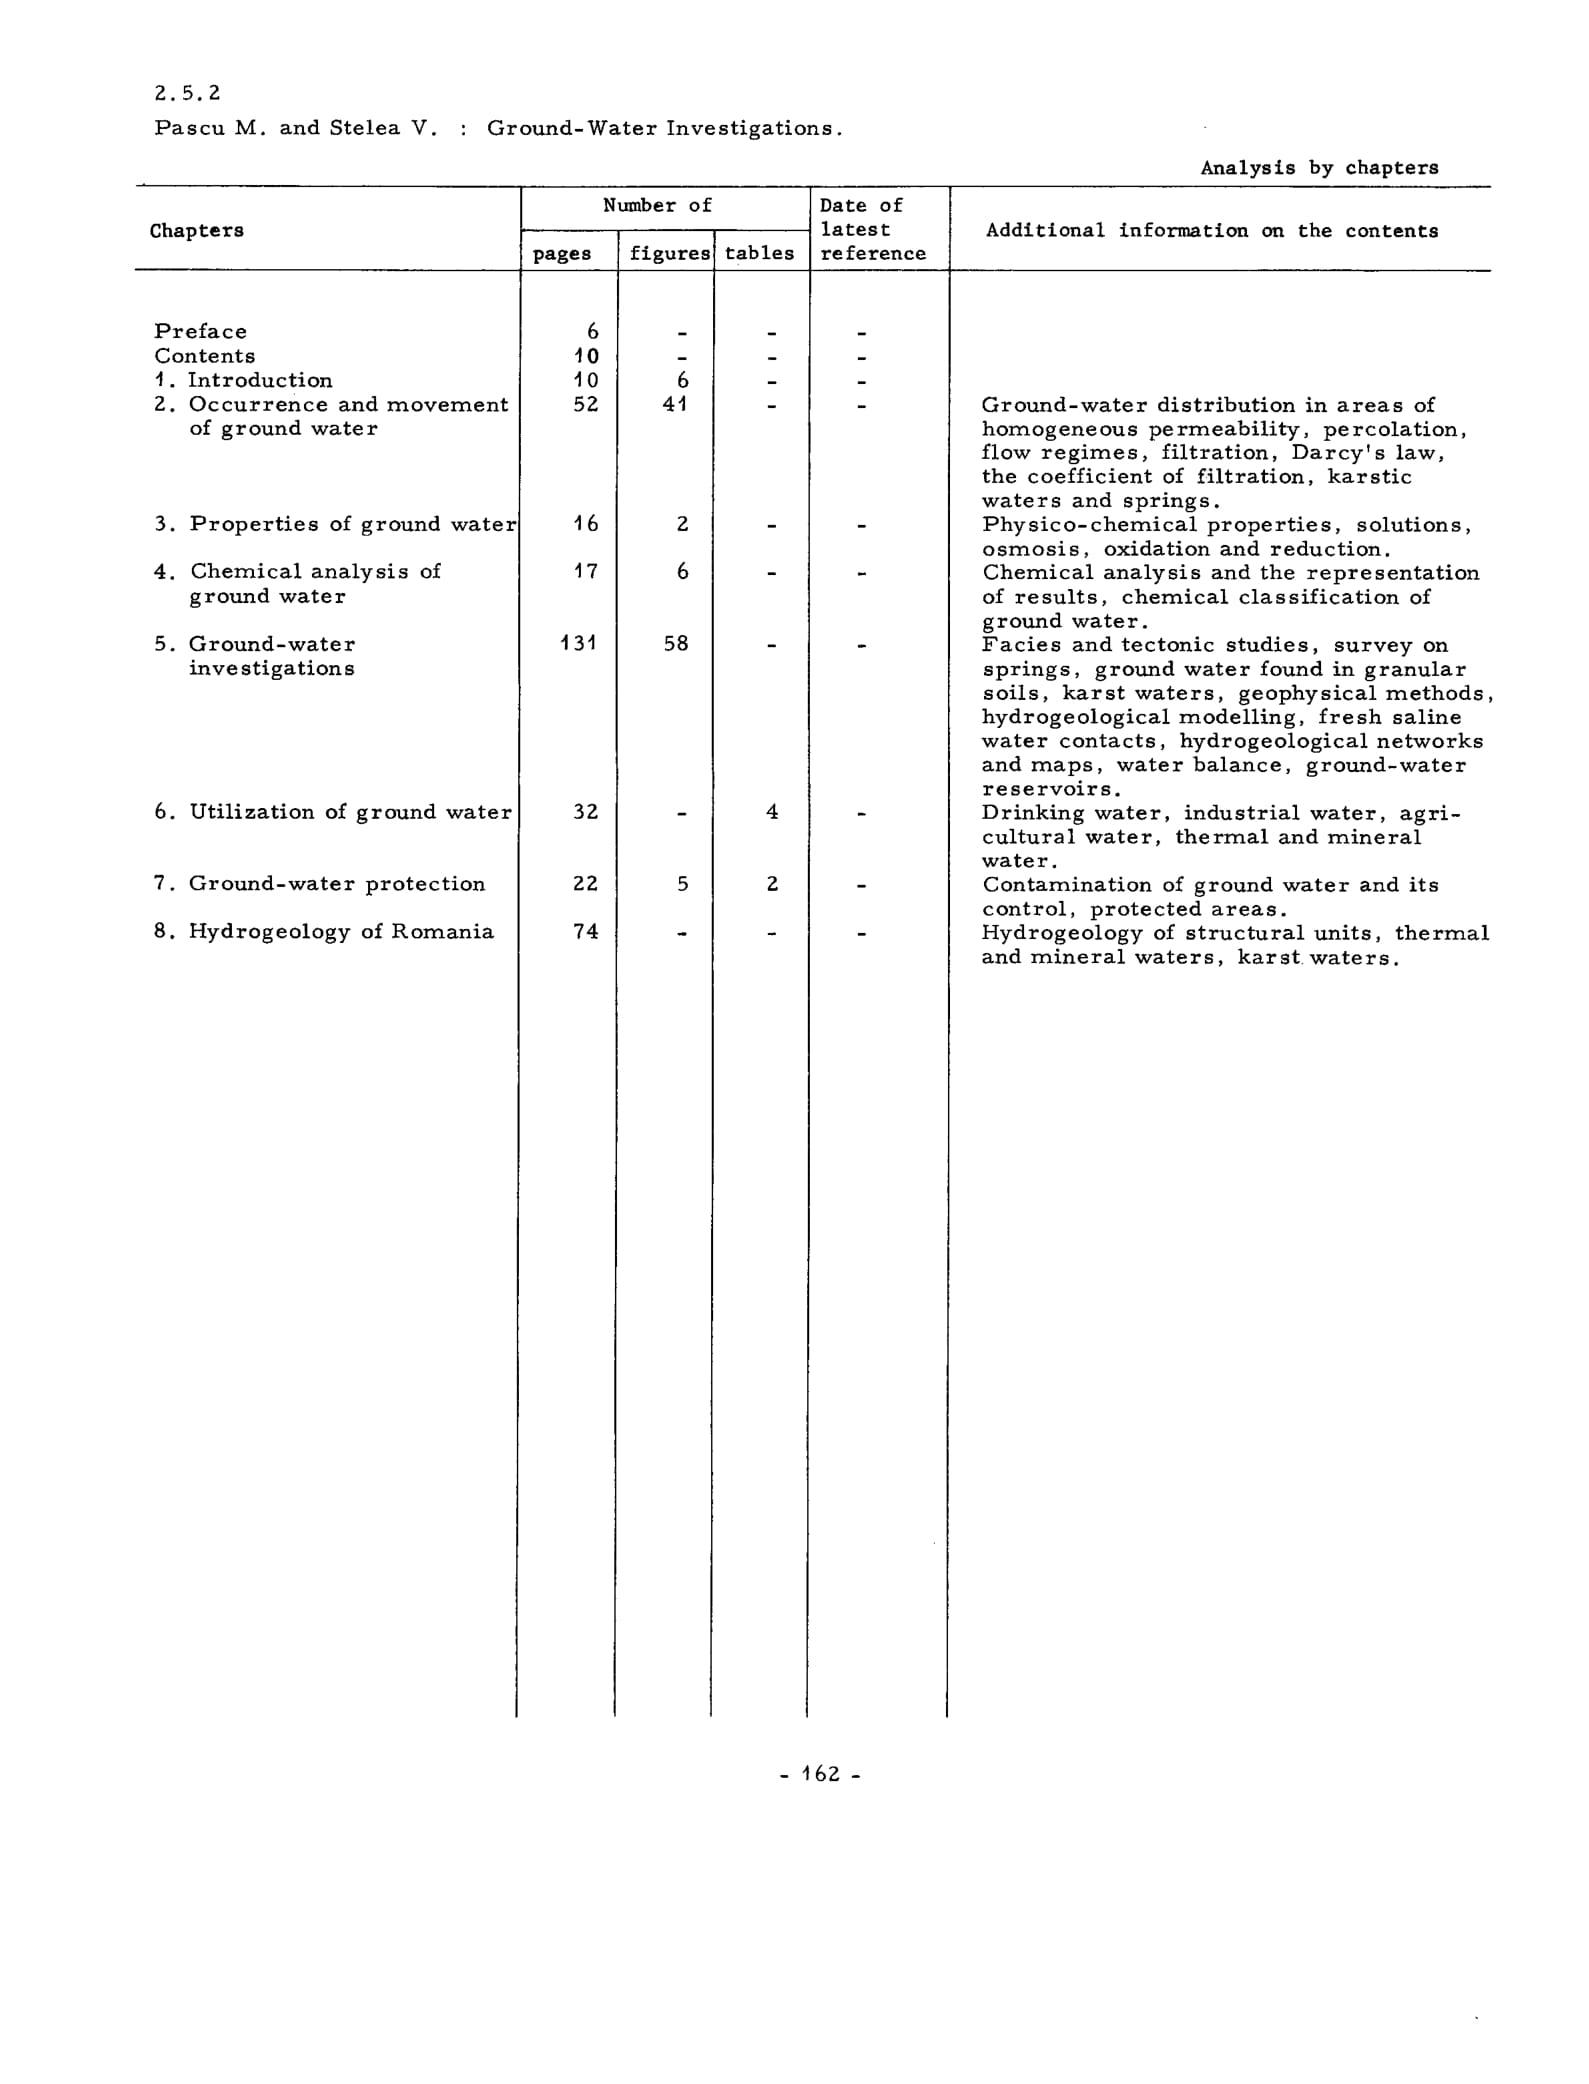 2.5.2
Pascu M. and Stelea V. : Ground-Water Investigations.
Analysis by chapters
Chapters
Number of
pages figures tables
Date of
latest
reference
Additional information on the contents
Preface 6 - - -
Contents 10 - - -
1. Introduction 10 6 - -
2. Occurrence and movement 52 41 - - Ground-water distribution in areas of
of ground water homogeneous permeability, percolation,
flow regimes, filtration, Darcy's law,
the coefficient of filtration, karstic
waters and springs.
3. Properties of ground water 16 2 - - Physico-chemical properties, solutions,
osmosis, oxidation and reduction.
4. Chemical analysis of 17 6 - - Chemical analysis and the representation
ground water of results, chemical classification of
ground water.
5. Ground-water 131 58 - - Facies and tectonic studies, survey on
investigations springs, ground water found in granular
soils, karst waters, geophysical methods,
hydrogeological modelling, fresh saline
water contacts, hydrogeological networks
and maps, water balance, ground-water
reservoirs.
6. Utilization of ground water 32 - 4 - Drinking water, industrial water, agri-
cultural water, thermal and mineral
water.
7. Ground-water protection 22 5 2 - Contamination of ground water and its
control, protected areas.
8. Hydrogeology of Romania 74 - - - Hydrogeology of structural units, thermal
and mineral waters, karst waters.
- 162 -